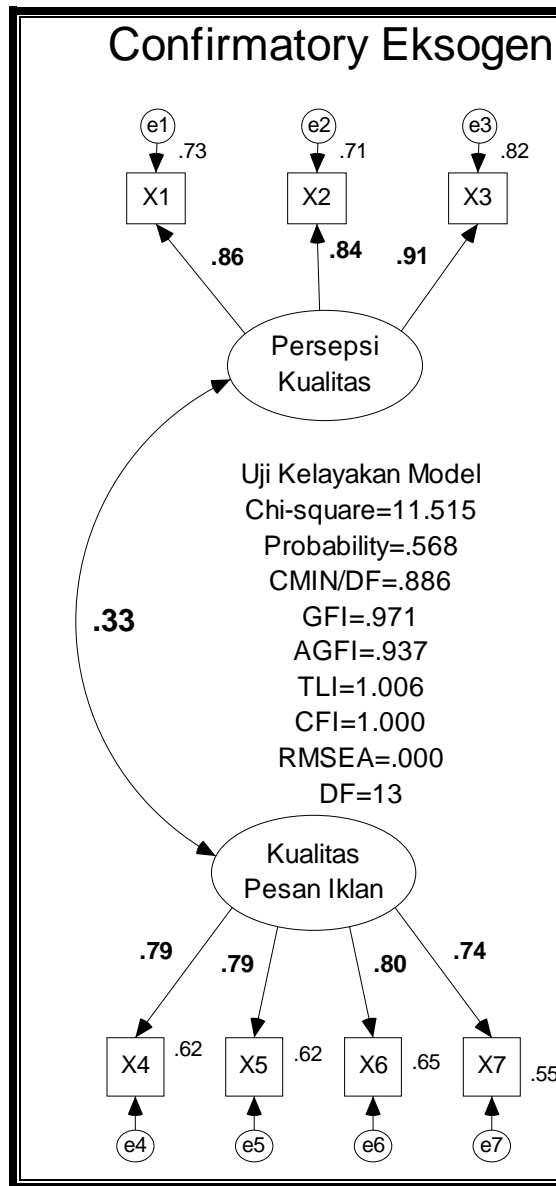 Confirmatory Eksogen
e1
e2
e3
.73
.71
.82
X1
X2
X3
.86
.84
.91
Persepsi
Kualitas
Uji Kelayakan Model
Chi-square=11.515
Probability=.568
CMIN/DF=.886
GFI=.971
AGFI=.937
TLI=1.006
CFI=1.000
RMSEA=.000
DF=13
.33
Kualitas
Pesan Iklan
.79
.79
.80
.74
X4
.62
X5
.62
X6
.65
X7
.55
e4
e5
e6
e7